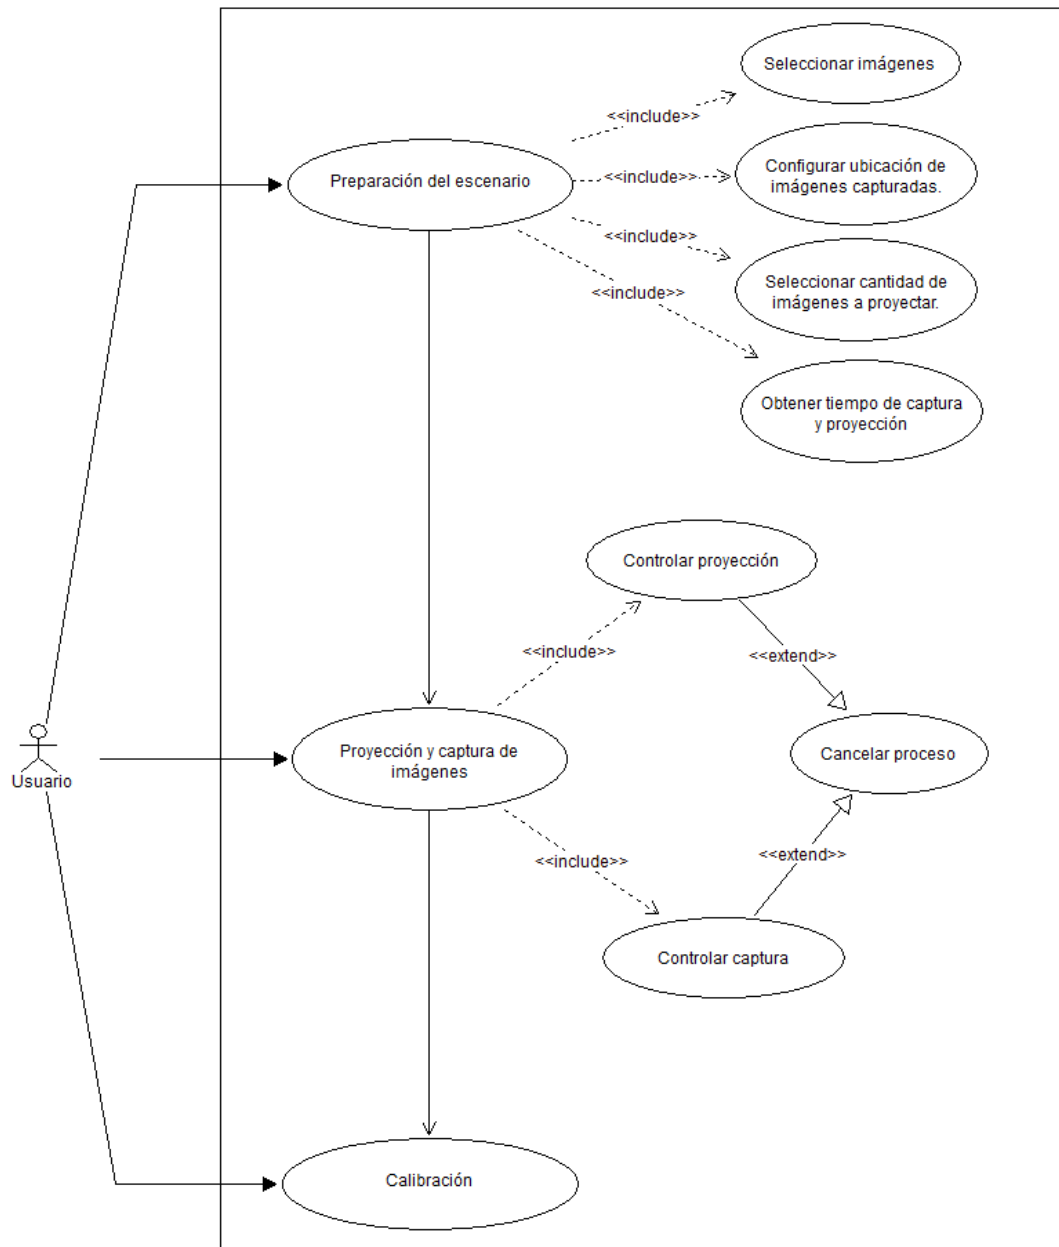 Seleccionar imágenes
<<include>>
Preparación del escenario
<<include>>
Configurar ubicación de
imágenes capturadas.
<<include>>
Seleccionar cantidad de
imágenes a proyectar.
<<include>>
Obtener tiempo de captura
y proyección
Controlar proyección
<<include>>
<<extend>>
Usuario
Proyección y captura de
imágenes
Cancelar proceso
<<include>>
<<extend>>
Controlar captura
Calibración